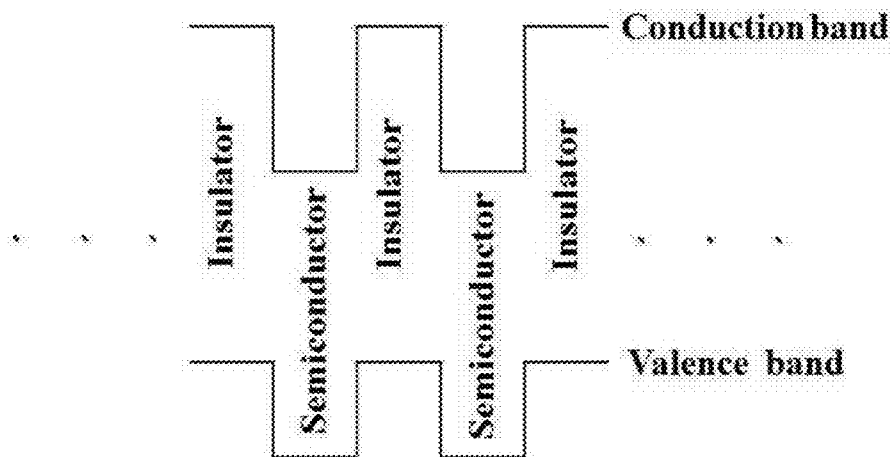 Conduction band
Insulator
Semiconductor
Insulator
Semiconductor
Insulator
Valence band